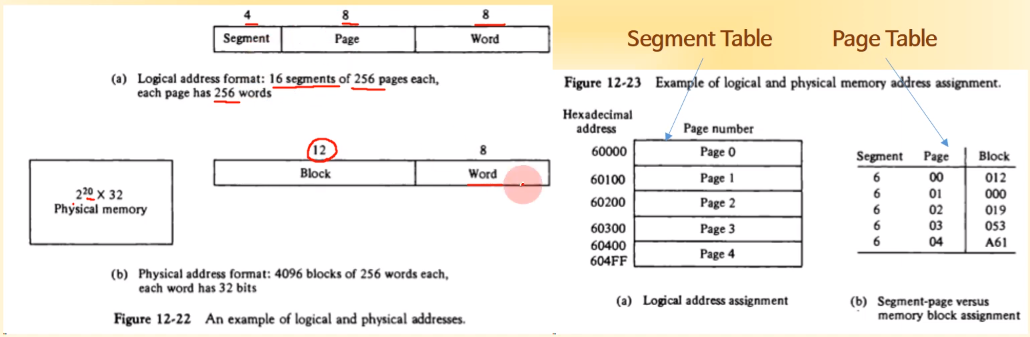 4 8 8
Segment Page Word
(a) Logical address format: 16 segments of 256 pages each,
each page has 256 words
12 8
Block Word
2^20 X 32
Physical memory
(b) Physical address format: 4096 blocks of 256 words each,
each word has 32 bits
Figure 12-22 An example of logical and physical addresses.
Segment Table Page Table
Figure 12-23 Example of logical and physical memory address assignment.
Hexadecimal
address Page number
60000 Page 0
60100 Page 1
60200 Page 2
60300 Page 3
60400
604FF Page 4
(a) Logical address assignment
Segment Page Block
6 00 012
6 01 000
6 02 019
6 03 053
6 04 A61
(b) Segment-page versus
memory block assignment